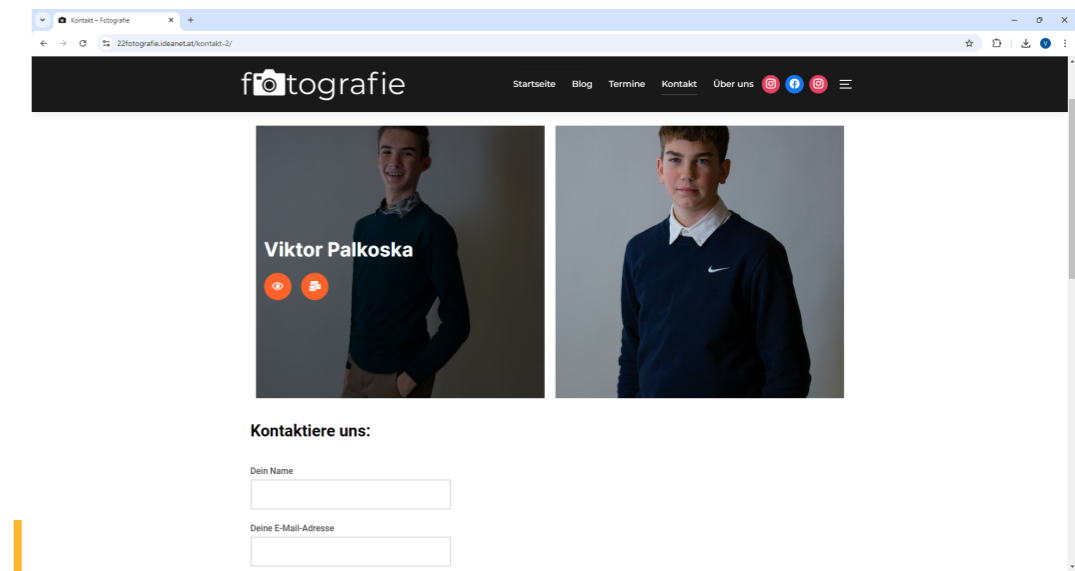 Kontakt – Fotografie
22fotografie.ideanet.at/kontakt-2/
V
fotografie
Startseite Blog Termine Kontakt Über uns
Viktor Palkoska
Kontaktiere uns:
Dein Name
Deine E-Mail-Adresse